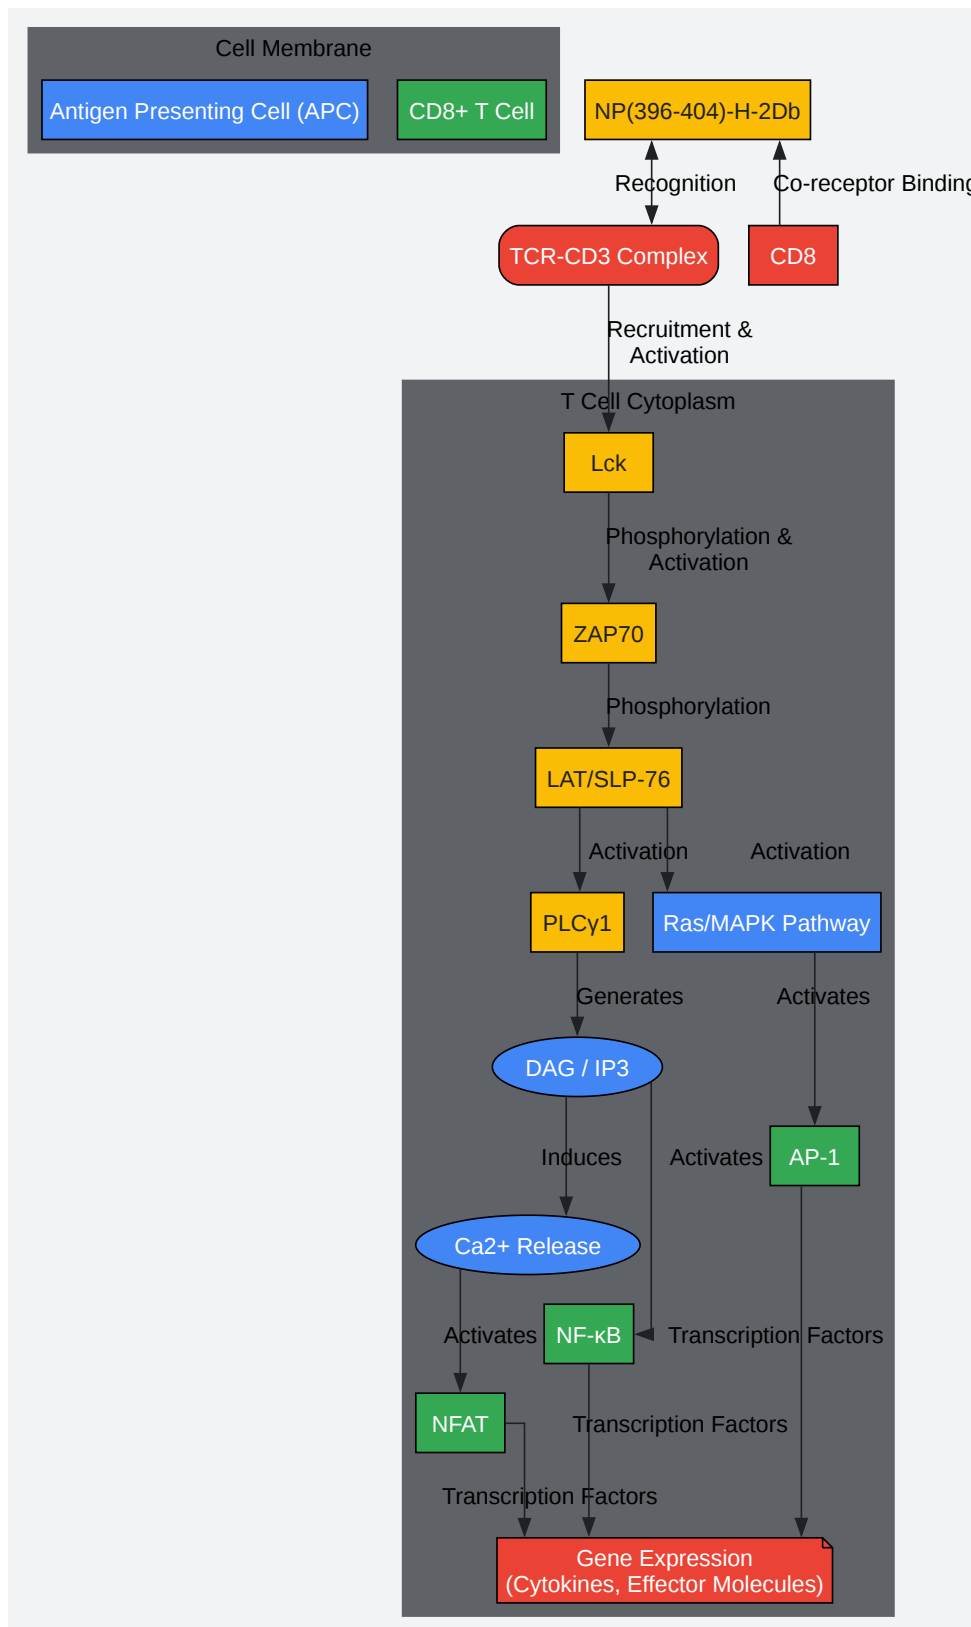 Cell Membrane
Antigen Presenting Cell (APC)
CD8+ T Cell
NP(396-404)-H-2Db
Recognition
Co-receptor Binding
TCR-CD3 Complex
CD8
Recruitment &
Activation
T Cell Cytoplasm
Lck
Phosphorylation &
Activation
ZAP70
Phosphorylation
LAT/SLP-76
Activation
Activation
PLCγ1
Ras/MAPK Pathway
Generates
Activates
DAG / IP3
Induces
Activates
AP-1
Ca2+ Release
Activates
NF-κB
Transcription Factors
NFAT
Transcription Factors
Transcription Factors
Gene Expression
(Cytokines, Effector Molecules)